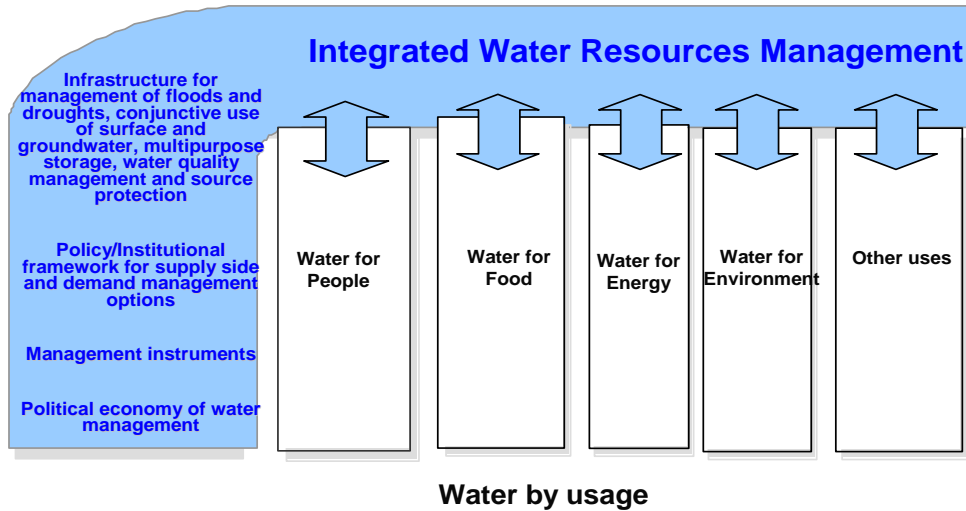 Integrated Water Resources Management
Infrastructure for
management of floods and
droughts, conjunctive use
of surface and
groundwater, multipurpose
storage, water quality
management and source
protection
Policy/Institutional
framework for supply side
and demand management
options
Management instruments
Political economy of water
management
Water for
People
Water for
Food
Water for
Energy
Water for
Environment
Other uses
Water by usage